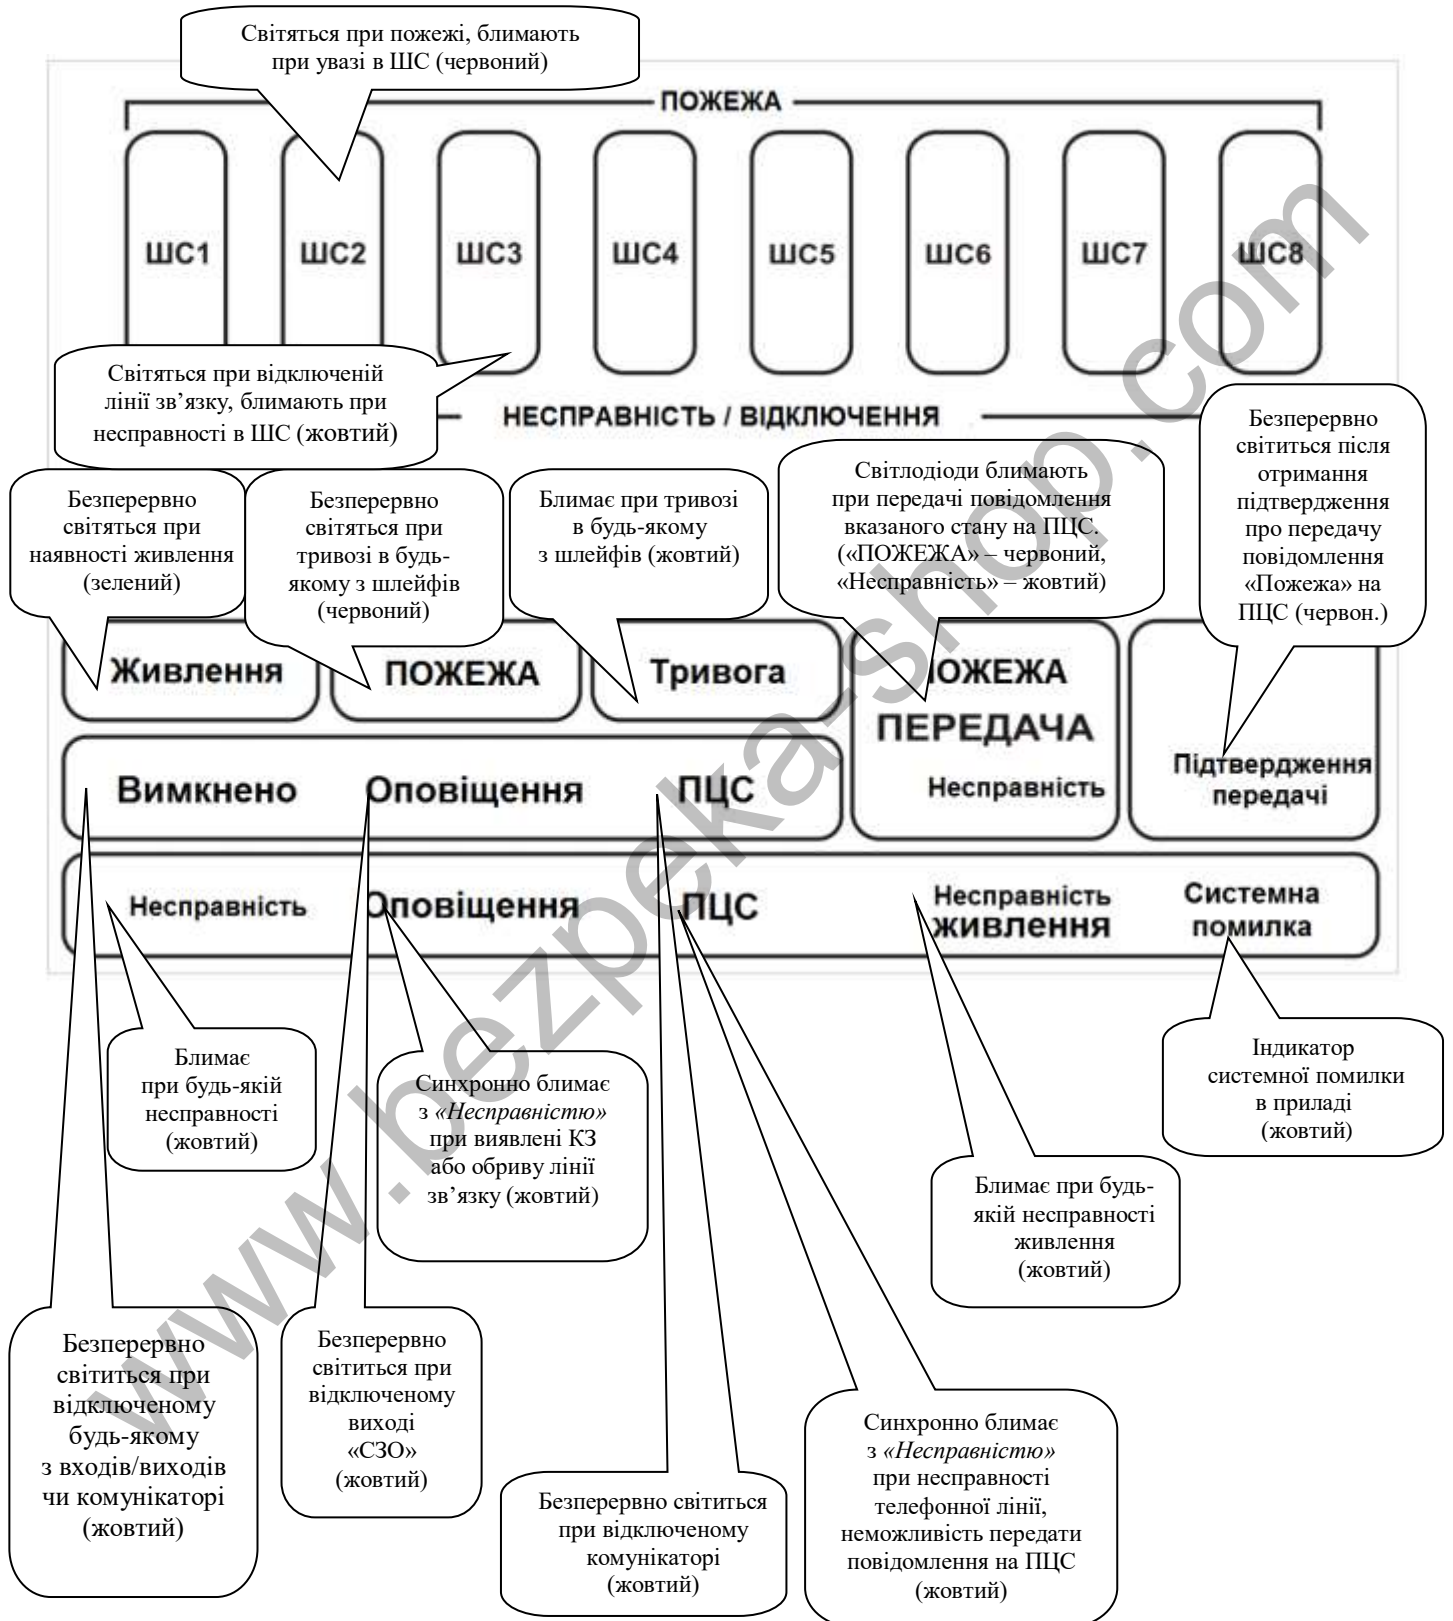 Світяться при пожежі, блимають
при увазі в ШС (червоний)
ПОЖЕЖА
ШС1 ШС2 ШС3 ШС4 ШС5 ШС6 ШС7 ШС8
Світяться при відключеній
лінії зв’язку, блимають при
несправності в ШС (жовтий)
НЕСПРАВНІСТЬ / ВІДКЛЮЧЕННЯ
Безперервно
світиться після
отримання
підтвердження
про передачу
повідомлення
«Пожежа» на
ПЦС (червон.)
Безперервно
світяться при
наявності живлення
(зелений)
Безперервно
світяться при
тривозі в будь-
якому з шлейфів
(червоний)
Блимає при тривозі
в будь-якому
з шлейфів (жовтий)
Світлодіоди блимають
при передачі повідомлення
вказаного стану на ПЦС.
(«ПОЖЕЖА» – червоний,
«Несправність» – жовтий)
Живлення ПОЖЕЖА Тривога ПОЖЕЖА
ПЕРЕДАЧА
Несправність
Підтвердження
передачі
Вимкнено Оповіщення ПЦС
Несправність Оповіщення ПЦС
Несправність
живлення
Системна
помилка
Блимає
при будь-якій
несправності
(жовтий)
Синхронно блимає
з «Несправністю»
при виявлені КЗ
або обриву лінії
зв’язку (жовтий)
Індикатор
системної помилки
в приладі
(жовтий)
Блимає при будь-
якій несправності
живлення
(жовтий)
Безперервно
світиться при
відключеному
будь-якому
з входів/виходів
чи комунікаторі
(жовтий)
Безперервно
світиться при
відключеному
виході
«СЗО»
(жовтий)
Безперервно світиться
при відключеному
комунікаторі
(жовтий)
Синхронно блимає
з «Несправністю»
при несправності
телефонної лінії,
неможливість передати
повідомлення на ПЦС
(жовтий)
www.bezpeka-shop.com